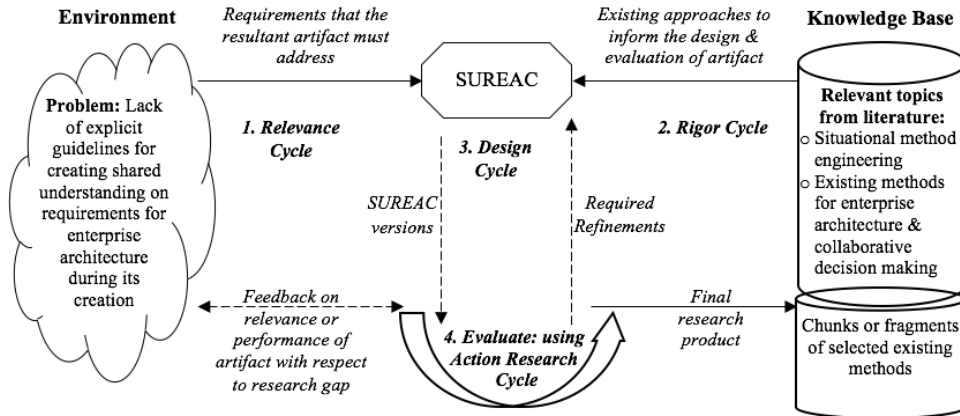 Environment
Problem: Lack
of explicit
guidelines for
creating shared
understanding on
requirements for
enterprise
architecture
during its
creation
Requirements that the
resultant artifact must
address
1. Relevance
Cycle
SUREAC
3. Design
Cycle
SUREAC
versions
Existing approaches to
inform the design &
evaluation of artifact
2. Rigor Cycle
Required
Refinements
Feedback on
relevance or
performance of
artifact with respect
to research gap
4. Evaluate: using
Action Research
Cycle
Final
research
product
Knowledge Base
Relevant topics
from literature:
o Situational method
engineering
o Existing methods
for enterprise
architecture &
collaborative
decision making
Chunks or fragments
of selected existing
methods